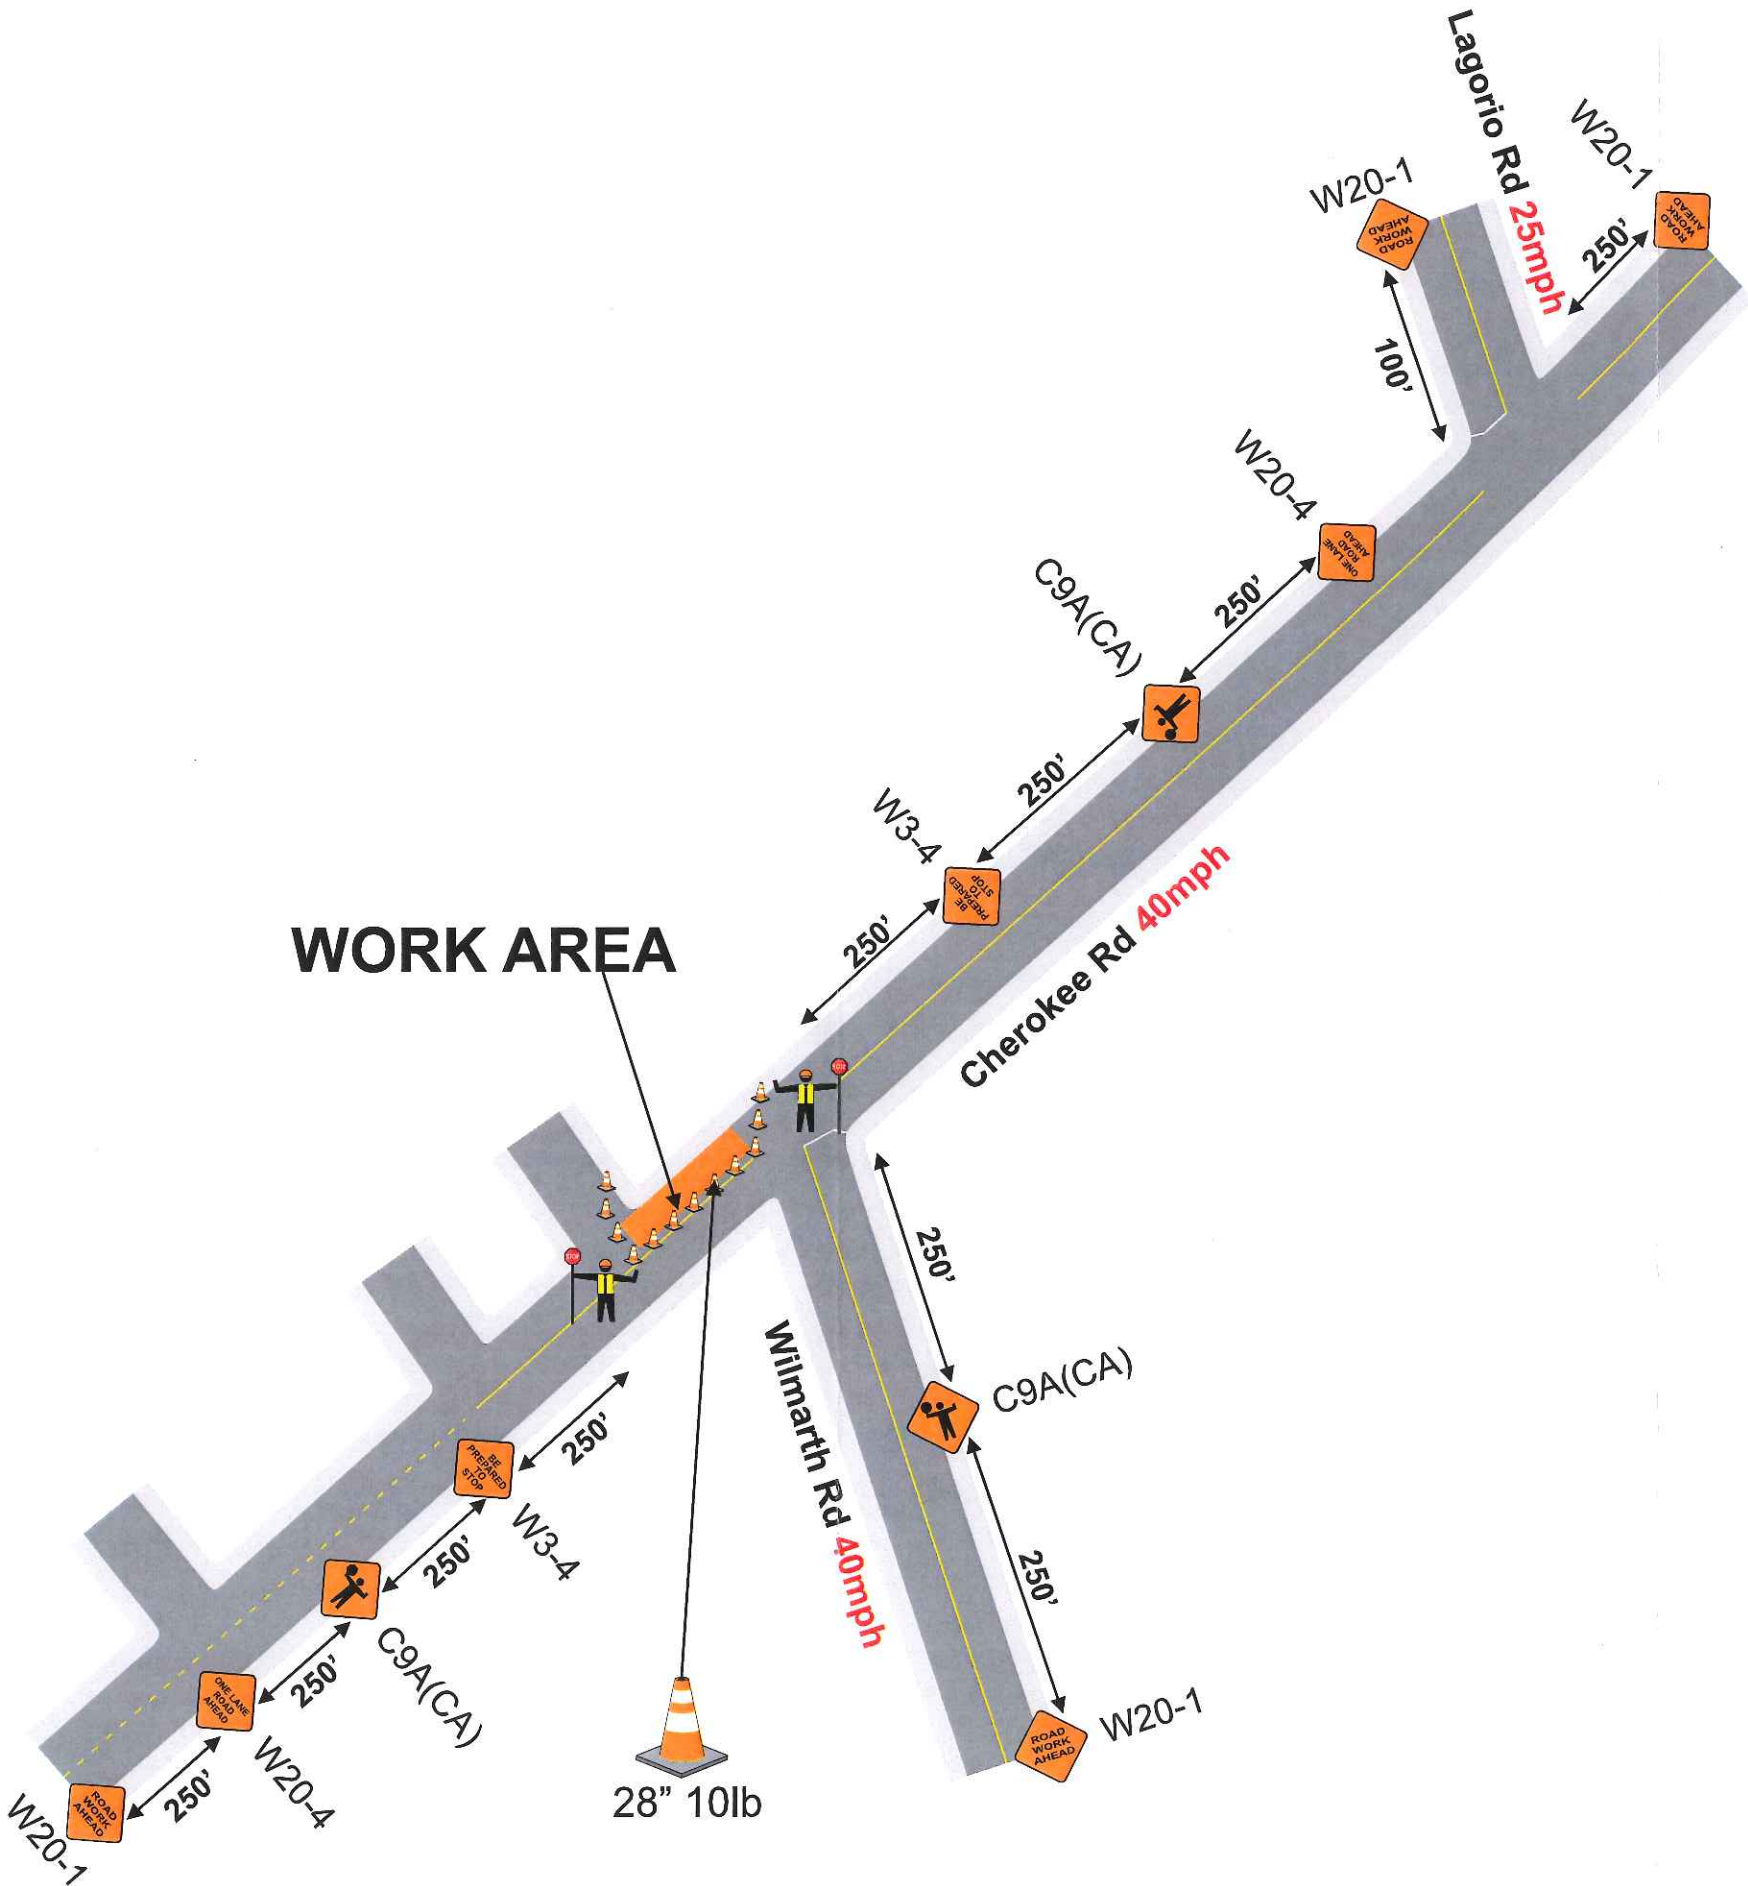 Lagorio Rd 25mph
W20-1
ROAD
WORK
AHEAD
W20-1
ROAD
WORK
AHEAD
250’
100’
W20-4
ONE LANE
ROAD
AHEAD
250’
C9A(CA)
250’
W3-4
BE
PREPARED
TO
STOP
250’
Cherokee Rd 40mph
WORK AREA
STOP
STOP
250’
C9A(CA)
Wilmarth Rd 40mph
250’
W20-1
ROAD
WORK
AHEAD
250’
BE
PREPARED
TO
STOP
W3-4
250’
C9A(CA)
250’
ONE LANE
ROAD
AHEAD
W20-4
250’
ROAD
WORK
AHEAD
W20-1
28” 10lb